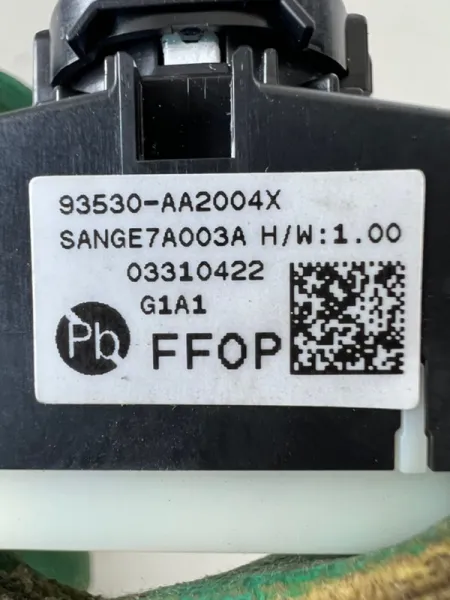 93530-AA2004X
SANGE7A003A H/W:1.00
03310422
G1A1
Pb
FFOP